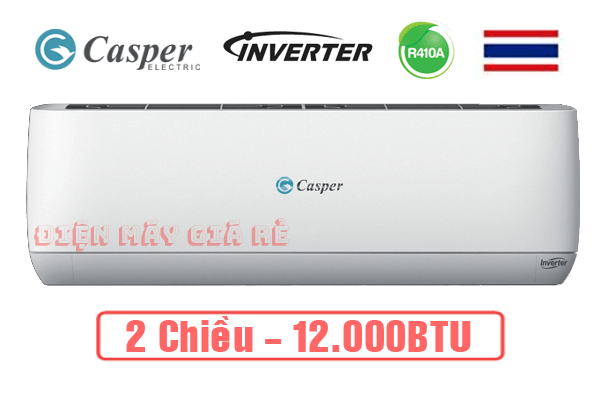 Casper
ELECTRIC
INVERTER
R410A
Casper
ĐIỆN MÁY GIÁ RẺ
Inverter
2 Chiều – 12.000BTU